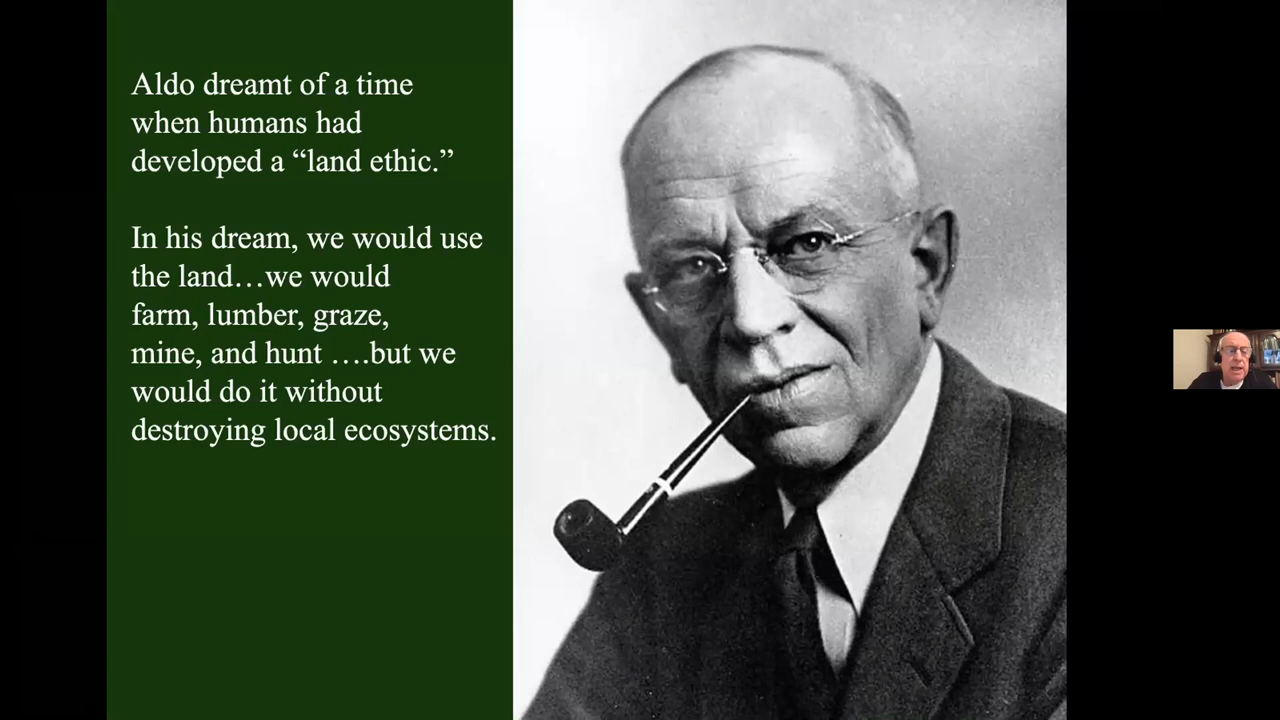 Aldo dreamt of a time
when humans had
developed a “land ethic.”
In his dream, we would use
the land…we would
farm, lumber, graze,
mine, and hunt ….but we
would do it without
destroying local ecosystems.